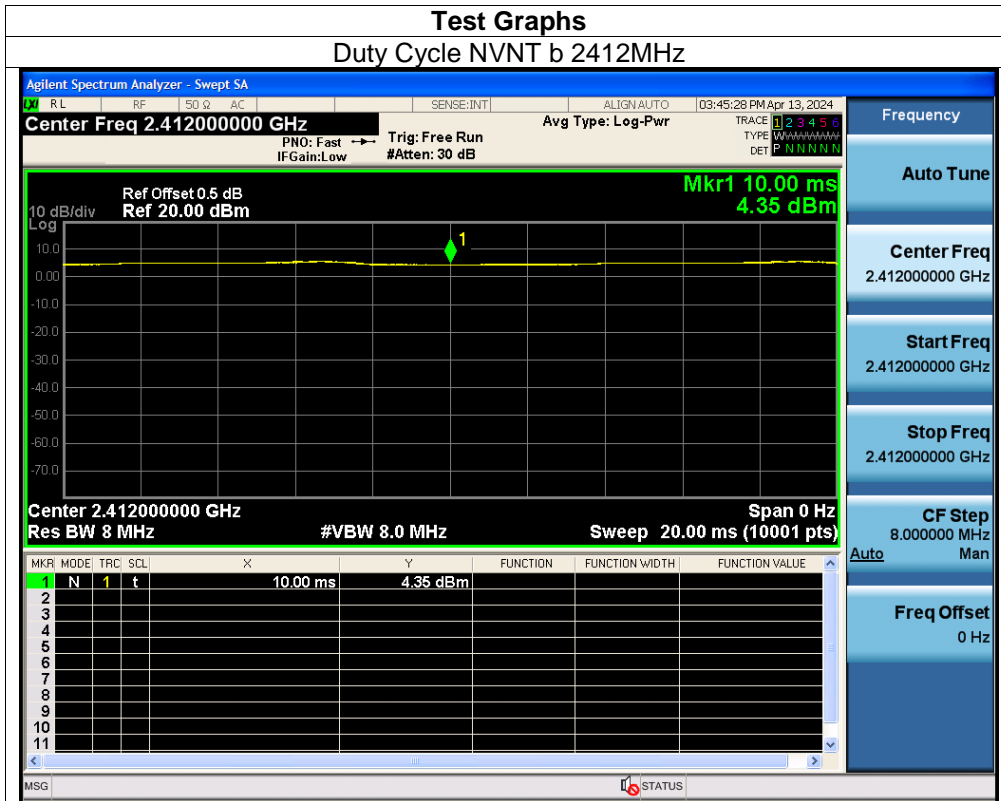 Test Graphs
Duty Cycle NVNT b 2412MHz
Agilent Spectrum Analyzer - Swept SA
LXI RL RF 50 Ω AC SENSE:INT ALIGNAUTO 03:45:28 PM Apr 13, 2024
Center Freq 2.412000000 GHz
PNO: Fast
IFGain:Low
Trig: Free Run
#Atten: 30 dB
Avg Type: Log-Pwr
TRACE 1 2 3 4 5 6
TYPE WWWWWW
DET P N N N N N
Ref Offset 0.5 dB
10 dB/div Ref 20.00 dBm
Log
Mkr1 10.00 ms
4.35 dBm
1
10.0
0.00
-10.0
-20.0
-30.0
-40.0
-50.0
-60.0
-70.0
Center 2.412000000 GHz Span 0 Hz
Res BW 8 MHz #VBW 8.0 MHz Sweep 20.00 ms (10001 pts)
MKR MODE TRC SCL X Y FUNCTION FUNCTION WIDTH FUNCTION VALUE
1 N 1 t 10.00 ms 4.35 dBm
2
3
4
5
6
7
8
9
10
11
MSG STATUS
Frequency
Auto Tune
Center Freq
2.412000000 GHz
Start Freq
2.412000000 GHz
Stop Freq
2.412000000 GHz
CF Step
8.000000 MHz
Auto Man
Freq Offset
0 Hz